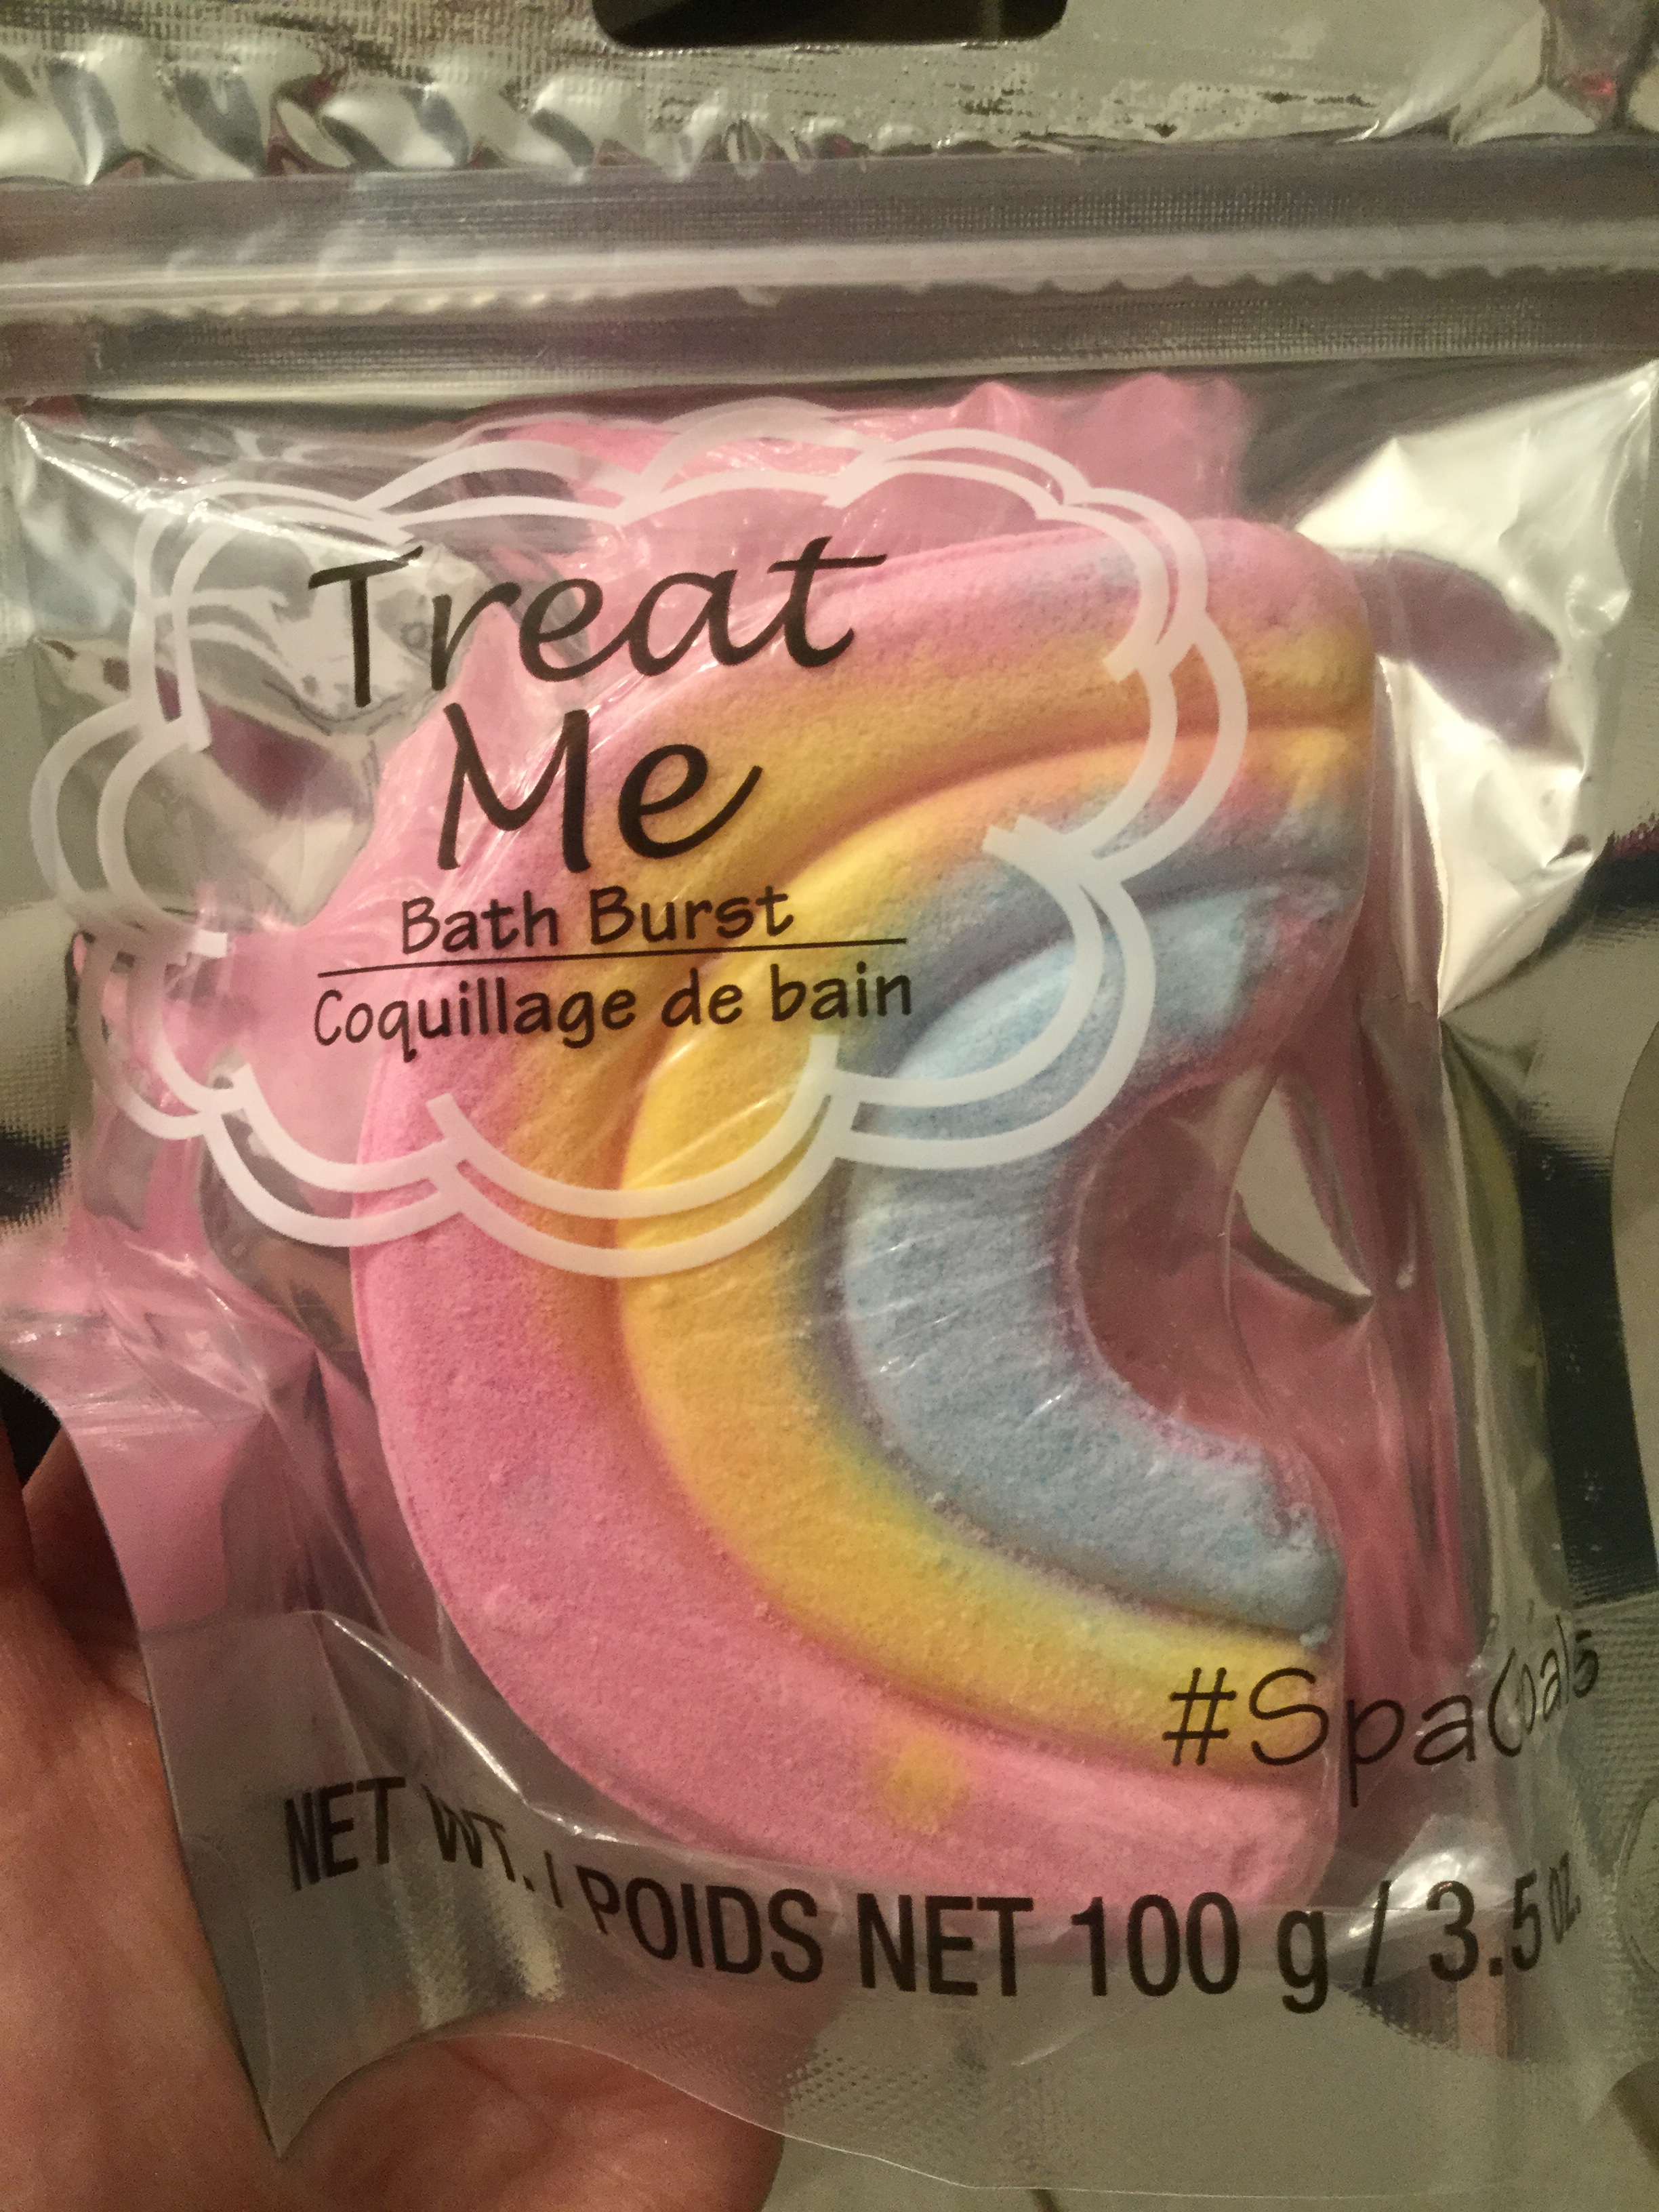 Treat
Me
Bath Burst
Coquillage de bain
#SpaGoals
NET WT. / POIDS NET 100 g / 3.5 oz.